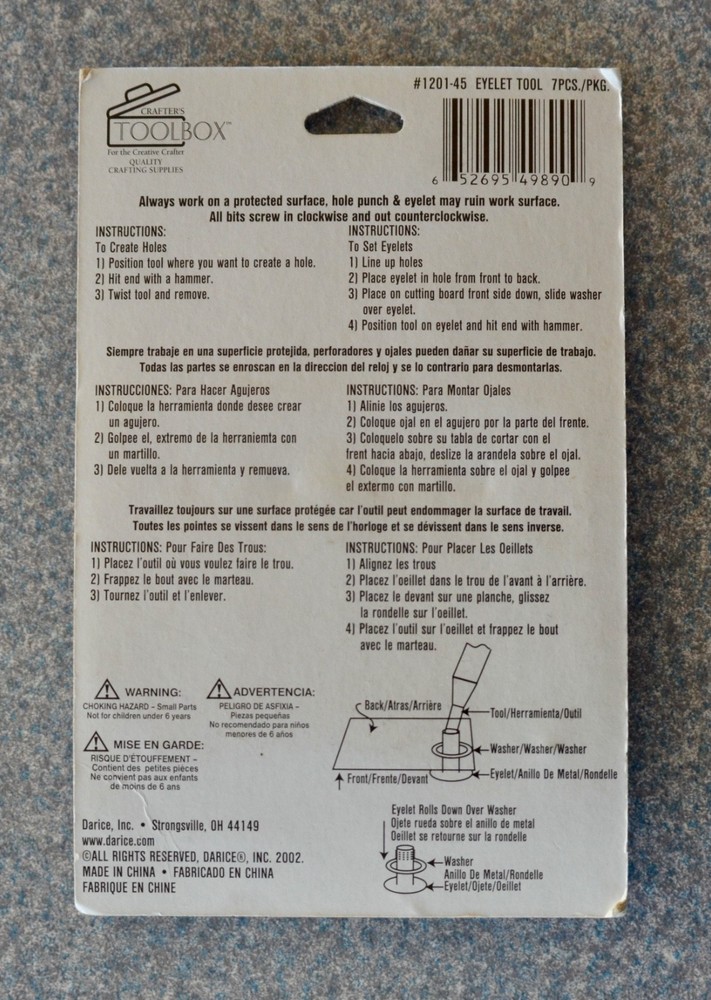 CRAFTER'S
TOOLBOX™
For the Creative Crafter
QUALITY
CRAFTING SUPPLIES
#1201-45 EYELET TOOL 7PCS./PKG.
6 52695 49890 9
Always work on a protected surface, hole punch & eyelet may ruin work surface.
All bits screw in clockwise and out counterclockwise.
INSTRUCTIONS:
To Create Holes
1) Position tool where you want to create a hole.
2) Hit end with a hammer.
3) Twist tool and remove.
INSTRUCTIONS:
To Set Eyelets
1) Line up holes
2) Place eyelet in hole from front to back.
3) Place on cutting board front side down, slide washer
over eyelet.
4) Position tool on eyelet and hit end with hammer.
Siempre trabaje en una superficie protejida, perforadores y ojales pueden dañar su superficie de trabajo.
Todas las partes se enroscan en la direccion del reloj y se lo contrario para desmontarlas.
INSTRUCCIONES: Para Hacer Agujeros
1) Coloque la herramienta donde desee crear
un agujero.
2) Golpee el, extremo de la herraniemta con
un martillo.
3) Dele vuelta a la herramienta y remueva.
INSTRUCTIONS: Para Montar Ojales
1) Alinie los agujeros.
2) Coloque ojal en el agujero por la parte del frente.
3) Coloquelo sobre su tabla de cortar con el
frent hacia abajo, deslize la arandela sobre el ojal.
4) Coloque la herramienta sobre el ojal y golpee
el extermo con martillo.
Travaillez toujours sur une surface protégée car l'outil peut endommager la surface de travail.
Toutes les pointes se vissent dans le sens de l'horloge et se dévissent dans le sens inverse.
INSTRUCTIONS: Pour Faire Des Trous:
1) Placez l'outil où vous voulez faire le trou.
2) Frappez le bout avec le marteau.
3) Tournez l'outil et l'enlever.
INSTRUCTIONS: Pour Placer Les Oeillets
1) Alignez les trous
2) Placez l'oeillet dans le trou de l'avant à l'arrière.
3) Placez le devant sur une planche, glissez
la rondelle sur l'oeillet.
4) Placez l'outil sur l'oeillet et frappez le bout
avec le marteau.
WARNING:
CHOKING HAZARD – Small Parts
Not for children under 6 years
ADVERTENCIA:
PELIGRO DE ASFIXIA –
Piezas pequeñas
No recomendado para niños
menores de 6 años
MISE EN GARDE:
RISQUE D'ÉTOUFFEMENT –
Contient des petites pièces
Ne convient pas aux enfants
de moins de 6 ans
Back/Atras/Arrière
Tool/Herramienta/Outil
Washer/Washer/Washer
Eyelet/Anillo De Metal/Rondelle
Front/Frente/Devant
Eyelet Rolls Down Over Washer
Ojete rueda sobre el anillo de metal
Oeillet se retourne sur la rondelle
Washer
Anillo De Metal/Rondelle
Eyelet/Ojete/Oeillet
Darice, Inc. • Strongsville, OH 44149
www.darice.com
©ALL RIGHTS RESERVED, DARICE®, INC. 2002.
MADE IN CHINA • FABRICADO EN CHINA
FABRIQUE EN CHINE